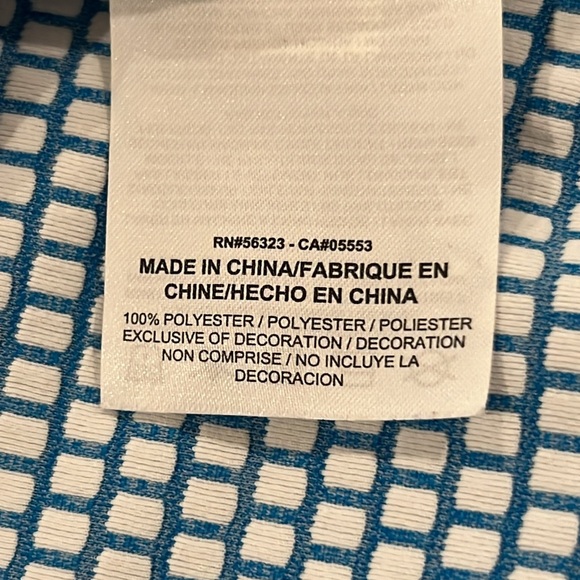 RN#56323 - CA#05553
MADE IN CHINA/FABRIQUE EN
CHINE/HECHO EN CHINA
100% POLYESTER / POLYESTER / POLIESTER
EXCLUSIVE OF DECORATION / DECORATION
NON COMPRISE / NO INCLUYE LA
DECORACION